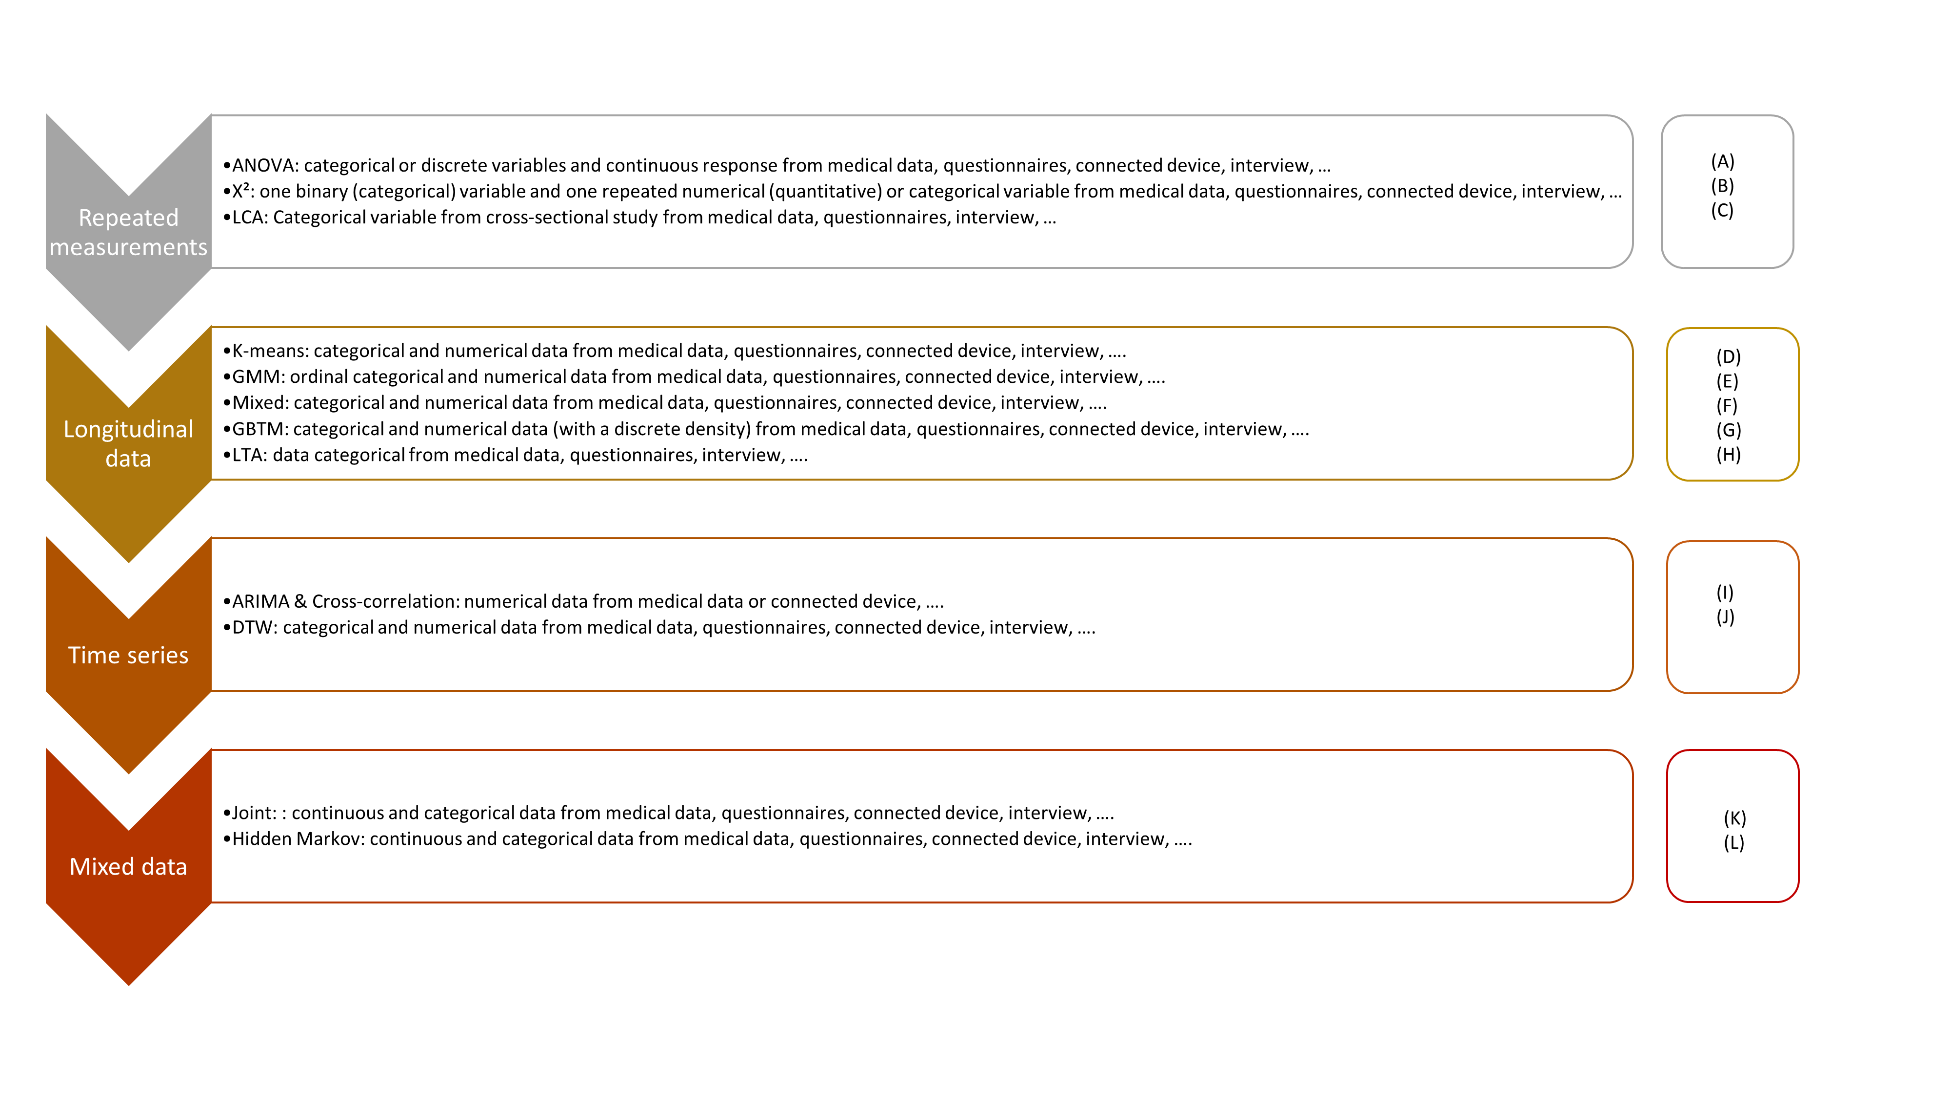 Repeated
measurements
•ANOVA: categorical or discrete variables and continuous response from medical data, questionnaires, connected device, interview, ...
•X²: one binary (categorical) variable and one repeated numerical (quantitative) or categorical variable from medical data, questionnaires, connected device, interview, ...
•LCA: Categorical variable from cross-sectional study from medical data, questionnaires, interview, ...
(A)
(B)
(C)
Longitudinal
data
•K-means: categorical and numerical data from medical data, questionnaires, connected device, interview, ....
•GMM: ordinal categorical and numerical data from medical data, questionnaires, connected device, interview, ....
•Mixed: categorical and numerical data from medical data, questionnaires, connected device, interview, ....
•GBTM: categorical and numerical data (with a discrete density) from medical data, questionnaires, connected device, interview, ....
•LTA: data categorical from medical data, questionnaires, interview, ....
(D)
(E)
(F)
(G)
(H)
Time series
•ARIMA & Cross-correlation: numerical data from medical data or connected device, ....
•DTW: categorical and numerical data from medical data, questionnaires, connected device, interview, ....
(I)
(J)
Mixed data
•Joint: : continuous and categorical data from medical data, questionnaires, connected device, interview, ....
•Hidden Markov: continuous and categorical data from medical data, questionnaires, connected device, interview, ....
(K)
(L)